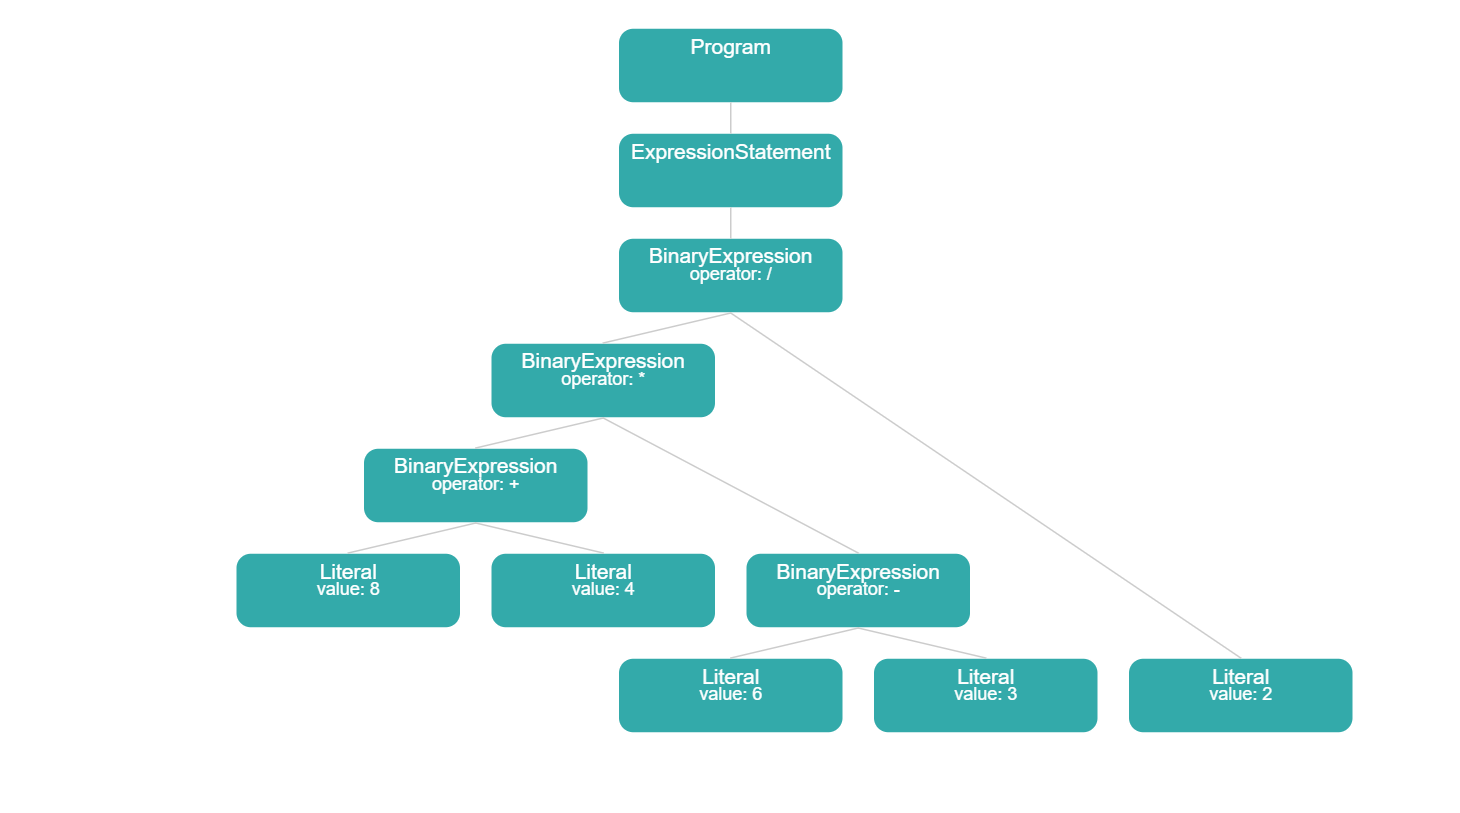 Program
ExpressionStatement
BinaryExpression
operator: /
BinaryExpression
operator: *
BinaryExpression
operator: +
Literal
value: 8
Literal
value: 4
BinaryExpression
operator: -
Literal
value: 6
Literal
value: 3
Literal
value: 2